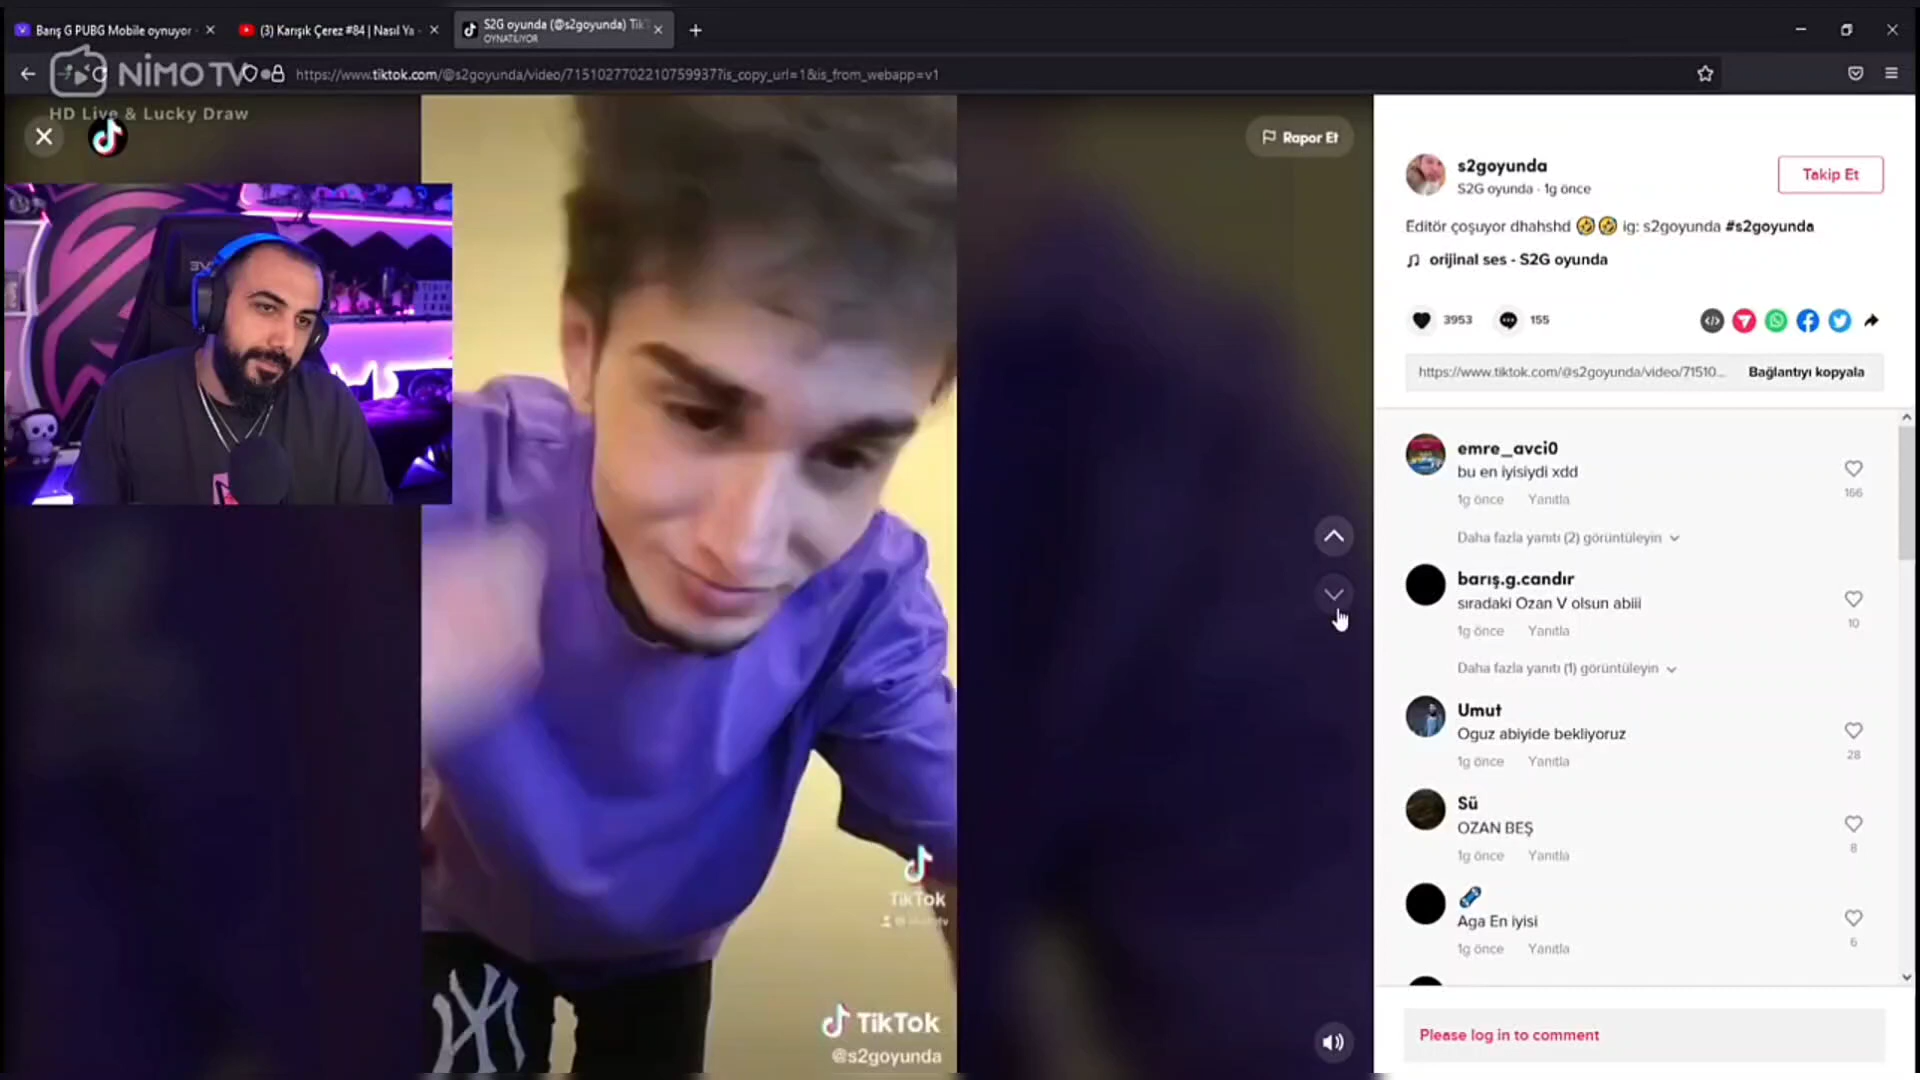 Barış G PUBG Mobile oynuyor
(3) Karışık Çerez #84 | Nasıl Ya
S2G oyunda (@s2goyunda) Tik
OYNATILIYOR
NiMO TV
https://www.tiktok.com/@s2goyunda/video/7151027702210759937?is_copy_url=1&is_from_webapp=v1
HD Live & Lucky Draw
Rapor Et
s2goyunda
S2G oyunda · 1g önce
Takip Et
Editör çoşuyor dhahshd 🤣🤣 ig: s2goyunda #s2goyunda
orijinal ses - S2G oyunda
3953
155
https://www.tiktok.com/@s2goyunda/video/71510...
Bağlantıyı kopyala
emre_avci0
bu en iyisiydi xdd
166
1g önce Yanıtla
Daha fazla yanıtı (2) görüntüleyin
barış.g.candır
sıradaki Ozan V olsun abiii
10
1g önce Yanıtla
Daha fazla yanıtı (1) görüntüleyin
Umut
Oguz abiyide bekliyoruz
28
1g önce Yanıtla
Sü
OZAN BEŞ
8
1g önce Yanıtla
Aga En iyisi
6
1g önce Yanıtla
Please log in to comment
TikTok
TikTok
@s2goyunda
NY